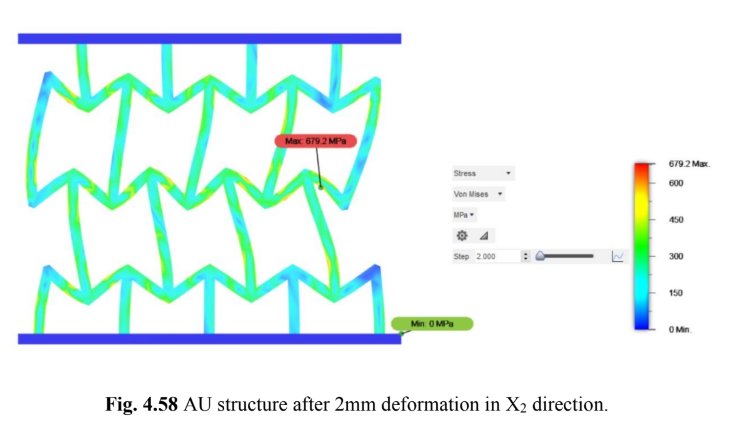 Max: 679.2 MPa
Min: 0 MPa
Stress
Von Mises
MPa
Step 2.000
679.2 Max.
600
450
300
150
0 Min.
Fig. 4.58 AU structure after 2mm deformation in X₂ direction.